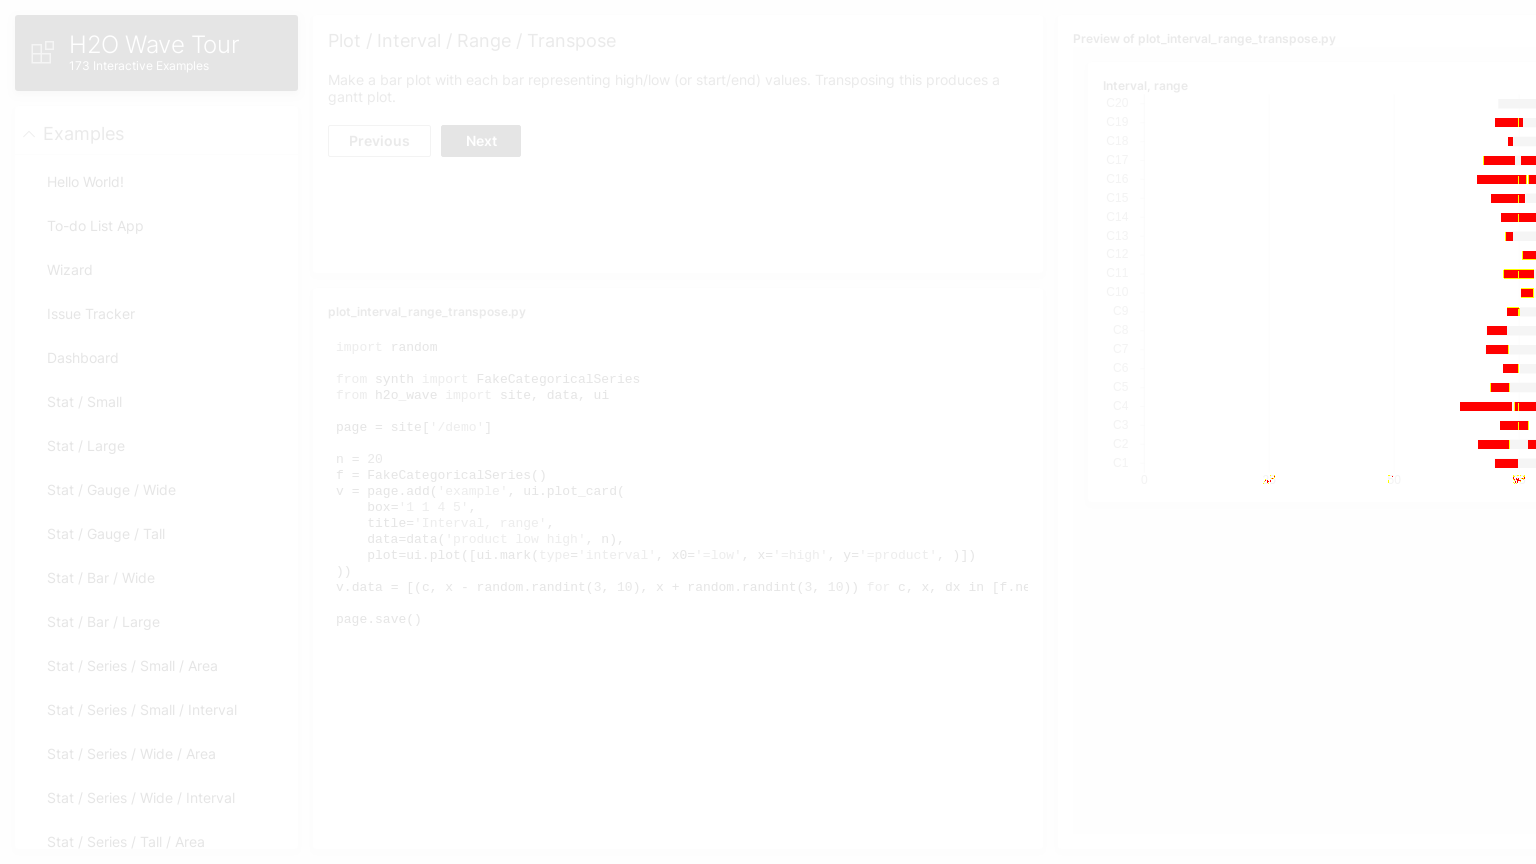 H2O Wave Tour
173 Interactive Examples
Examples
Hello World!
To-do List App
Wizard
Issue Tracker
Dashboard
Stat / Small
Stat / Large
Stat / Gauge / Wide
Stat / Gauge / Tall
Stat / Bar / Wide
Stat / Bar / Large
Stat / Series / Small / Area
Stat / Series / Small / Interval
Stat / Series / Wide / Area
Stat / Series / Wide / Interval
Stat / Series / Tall / Area
Plot / Interval / Range / Transpose
Make a bar plot with each bar representing high/low (or start/end) values. Transposing this produces a
gantt plot.
Previous
Next
plot_interval_range_transpose.py
import random
from synth import FakeCategoricalSeries
from h2o_wave import site, data, ui
page = site['/demo']
n = 20
f = FakeCategoricalSeries()
v = page.add('example', ui.plot_card(
    box='1 1 4 5',
    title='Interval, range',
    data=data('product low high', n),
    plot=ui.plot([ui.mark(type='interval', x0='=low', x='=high', y='=product', )])
))
v.data = [(c, x - random.randint(3, 10), x + random.randint(3, 10)) for c, x, dx in [f.ne
page.save()
Preview of plot_interval_range_transpose.py
Interval, range
C20
C19
C18
C17
C16
C15
C14
C13
C12
C11
C10
C9
C8
C7
C6
C5
C4
C3
C2
C1
0